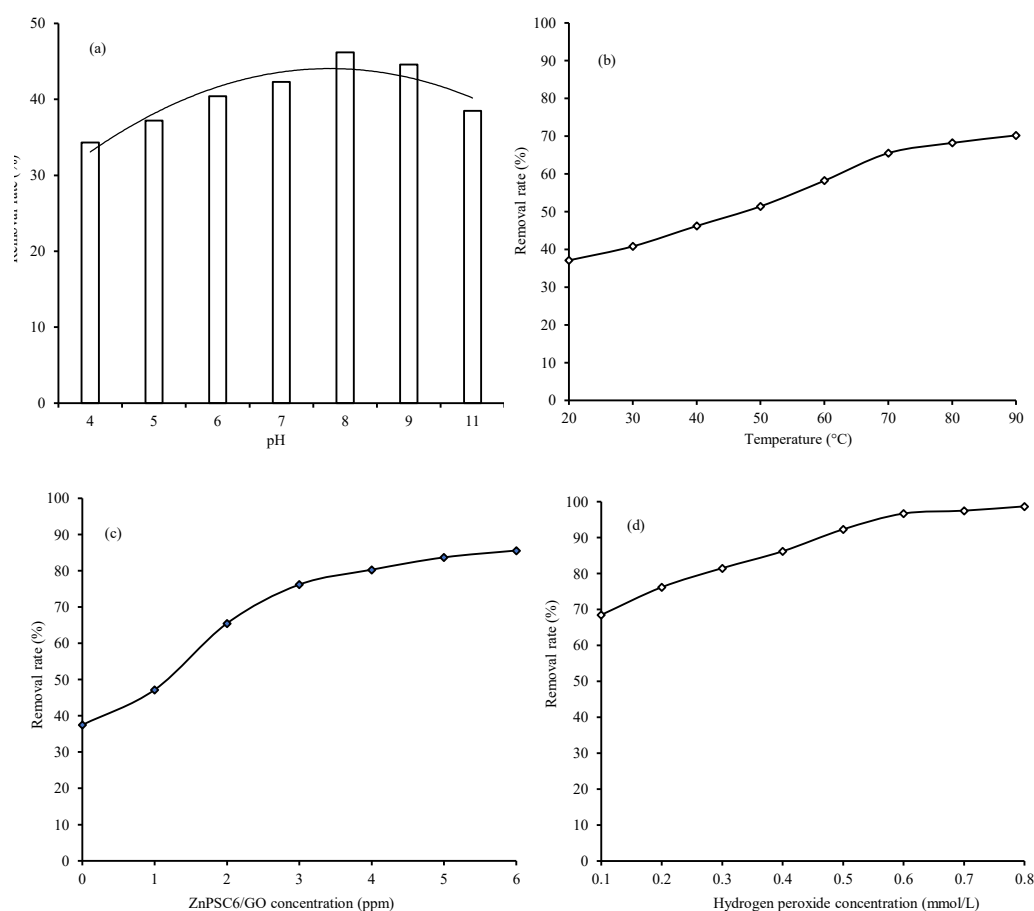 (a)
50
40
30
20
10
0
rate
4 5 6 7 8 9 11
pH
(b)
Removal rate (%)
100
90
80
70
60
50
40
30
20
10
0
20 30 40 50 60 70 80 90
Temperature (°C)
(c)
Removal rate (%)
100
90
80
70
60
50
40
30
20
10
0
0 1 2 3 4 5 6
ZnPSC6/GO concentration (ppm)
(d)
Removal rate (%)
100
90
80
70
60
50
40
30
20
10
0
0.1 0.2 0.3 0.4 0.5 0.6 0.7 0.8
Hydrogen peroxide concentration (mmol/L)